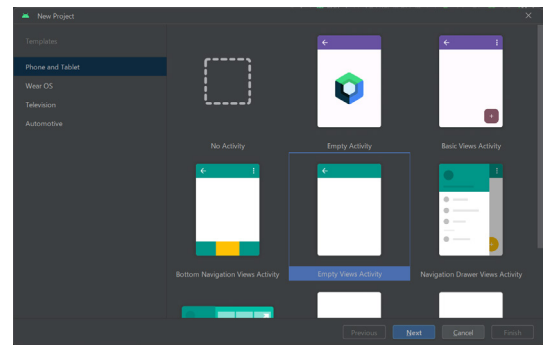 New Project
Templates
Phone and Tablet
Wear OS
Television
Automotive
No Activity
Empty Activity
Basic Views Activity
Bottom Navigation Views Activity
Empty Views Activity
Navigation Drawer Views Activity
Previous
Next
Cancel
Finish